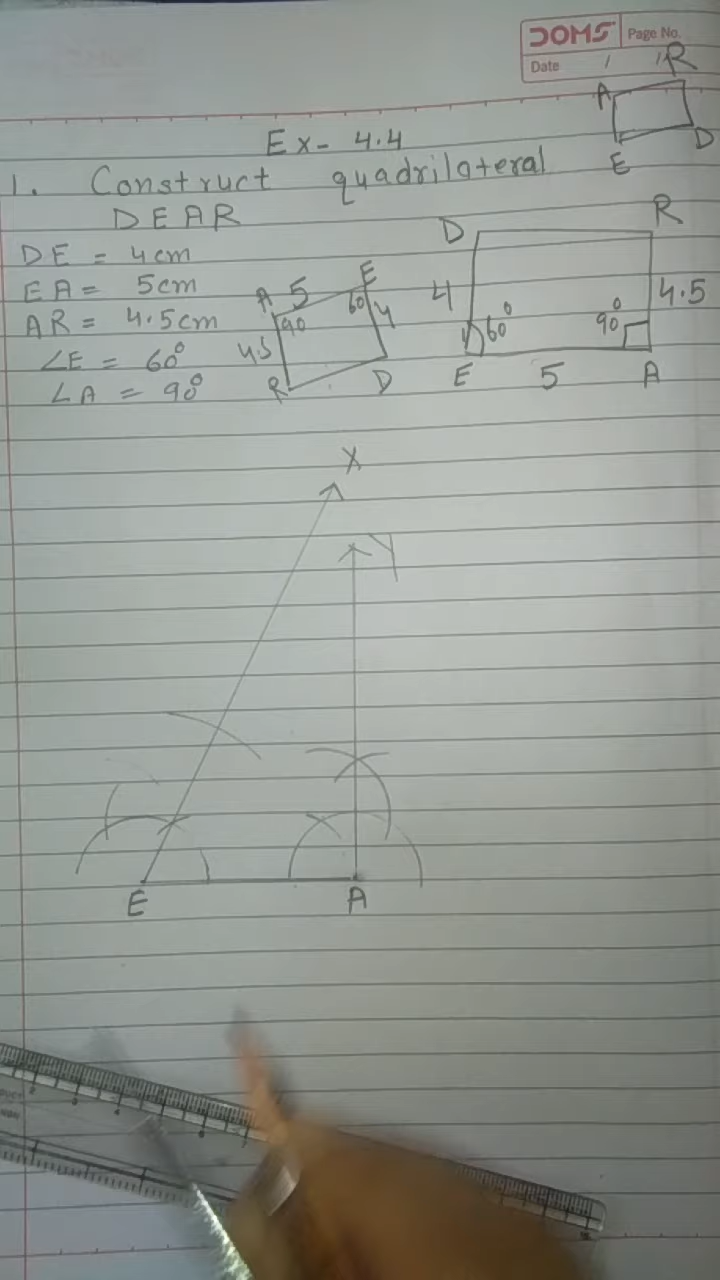 DOMS Page No.
Date / /
R
A
D
E
Ex- 4.4
1. Construct quadrilateral
DEAR
DE = 4cm
EA = 5cm
AR = 4.5cm
∠E = 60°
∠A = 90°
A 5 E
90 60 4
4.5
R D
D R
4 4.5
60° 90°
E 5 A
X
Y
E A